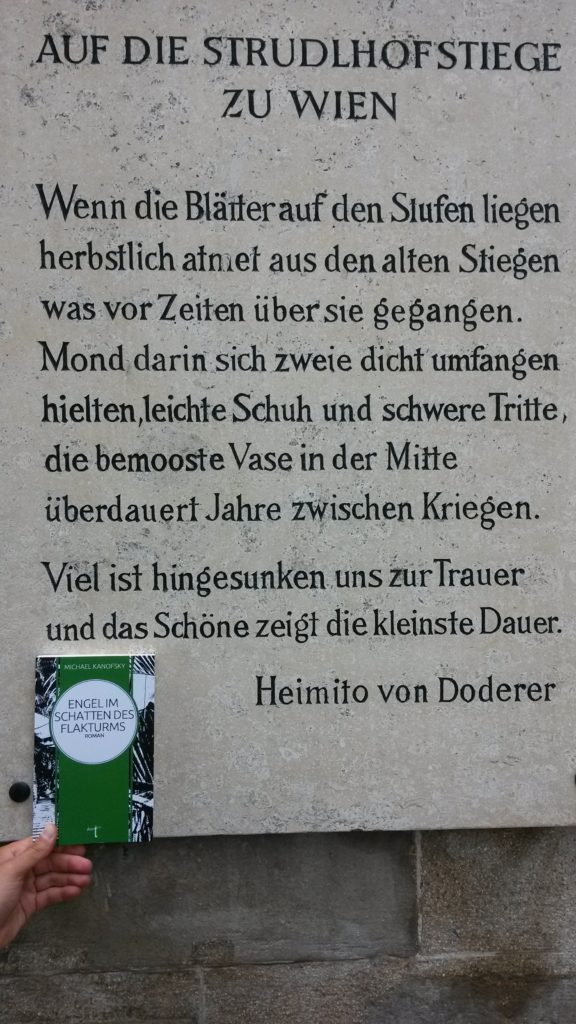 AUF DIE STRUDLHOFSTIEGE
ZU WIEN
Wenn die Blätter auf den Stufen liegen
herbstlich atmet aus den alten Stiegen
was vor Zeiten über sie gegangen.
Mond darin sich zweie dicht umfangen
hielten, leichte Schuh und schwere Tritte,
die bemooste Vase in der Mitte
überdauert Jahre zwischen Kriegen.
Viel ist hingesunken uns zur Trauer
und das Schöne zeigt die kleinste Dauer.
Heimito von Doderer
MICHAEL KANOFSKY
ENGEL IM
SCHATTEN DES
FLAKTURMS
ROMAN